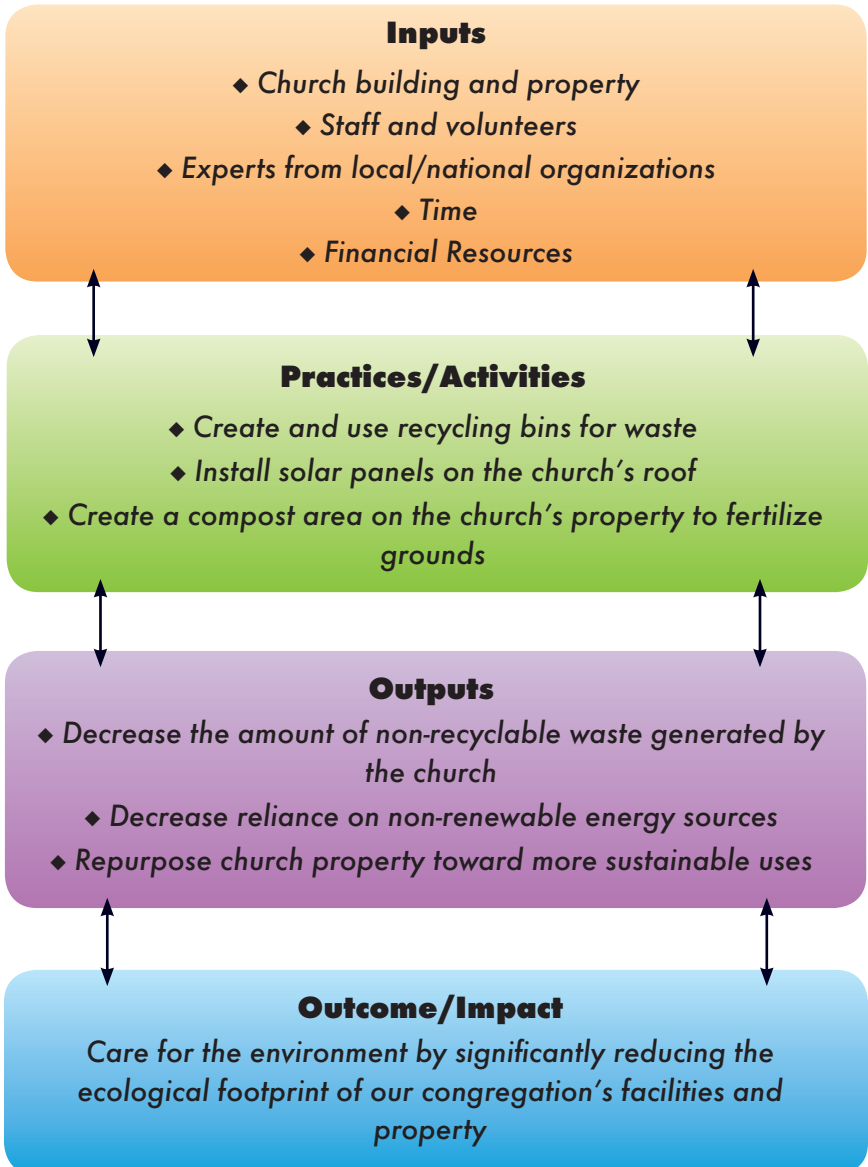 Inputs
◆ Church building and property
◆ Staff and volunteers
◆ Experts from local/national organizations
◆ Time
◆ Financial Resources
Practices/Activities
◆ Create and use recycling bins for waste
◆ Install solar panels on the church’s roof
◆ Create a compost area on the church’s property to fertilize
grounds
Outputs
◆ Decrease the amount of non-recyclable waste generated by
the church
◆ Decrease reliance on non-renewable energy sources
◆ Repurpose church property toward more sustainable uses
Outcome/Impact
Care for the environment by significantly reducing the
ecological footprint of our congregation’s facilities and
property